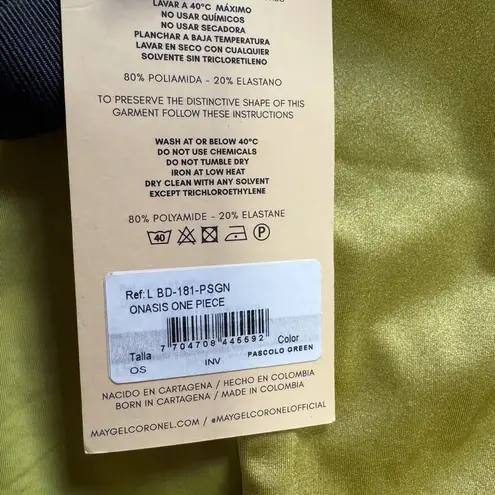 LAVAR A 40°C MÁXIMO
NO USAR QUÍMICOS
NO USAR SECADORA
PLANCHAR A BAJA TEMPERATURA
LAVAR EN SECO CON CUALQUIER
SOLVENTE SIN TRICLORETILENO
80% POLIAMIDA - 20% ELASTANO
TO PRESERVE THE DISTINCTIVE SHAPE OF THIS
GARMENT FOLLOW THESE INSTRUCTIONS
WASH AT OR BELOW 40°C
DO NOT USE CHEMICALS
DO NOT TUMBLE DRY
IRON AT LOW HEAT
DRY CLEAN WITH ANY SOLVENT
EXCEPT TRICHLOROETHYLENE
80% POLYAMIDE - 20% ELASTANE
40 P
Ref: L BD-181-PSGN
ONASIS ONE PIECE
7 704708 445592
Talla Color
OS INV PASCOLO GREEN
NACIDO EN CARTAGENA / HECHO EN COLOMBIA
BORN IN CARTAGENA / MADE IN COLOMBIA
MAYGELCORONEL.COM / @MAYGELCORONELOFFICIAL